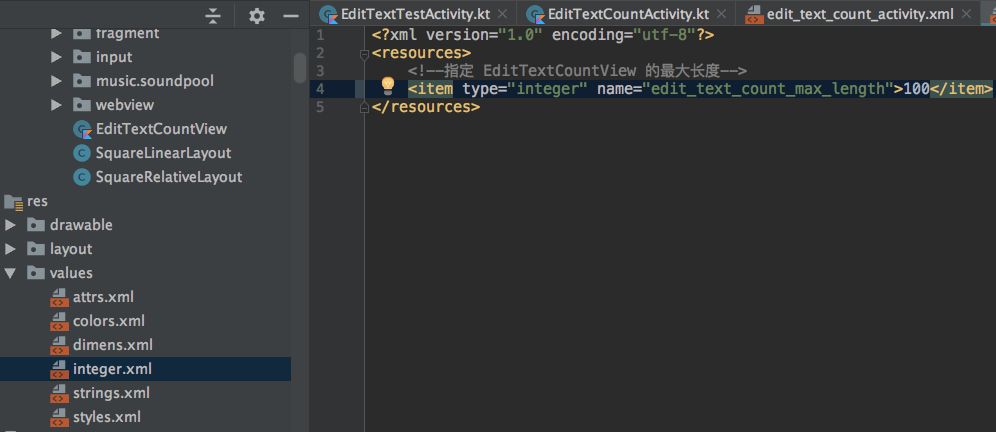 EditTextTestActivity.kt
EditTextCountActivity.kt
edit_text_count_activity.xml
fragment
input
music.soundpool
webview
EditTextCountView
SquareLinearLayout
SquareRelativeLayout
res
drawable
layout
values
attrs.xml
colors.xml
dimens.xml
integer.xml
strings.xml
styles.xml
1 <?xml version="1.0" encoding="utf-8"?>
2 <resources>
3 <!--指定 EditTextCountView 的最大长度-->
4 <item type="integer" name="edit_text_count_max_length">100</item>
5 </resources>